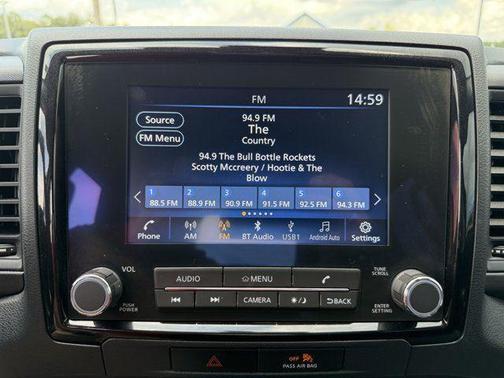 FM 14:59
Source
FM Menu
94.9 FM
The
Country
94.9 The Bull Bottle Rockets
Scotty Mccreery / Hootie & The
Blow
1 2 3 4 5 6
88.5 FM 88.9 FM 90.9 FM 91.5 FM 92.5 FM 94.3 FM
Phone AM FM BT Audio USB1 Android Auto Settings
VOL AUDIO MENU TUNE
SCROLL
PUSH
POWER
CAMERA BACK ENTER
SETTING
OFF
PASS AIR BAG